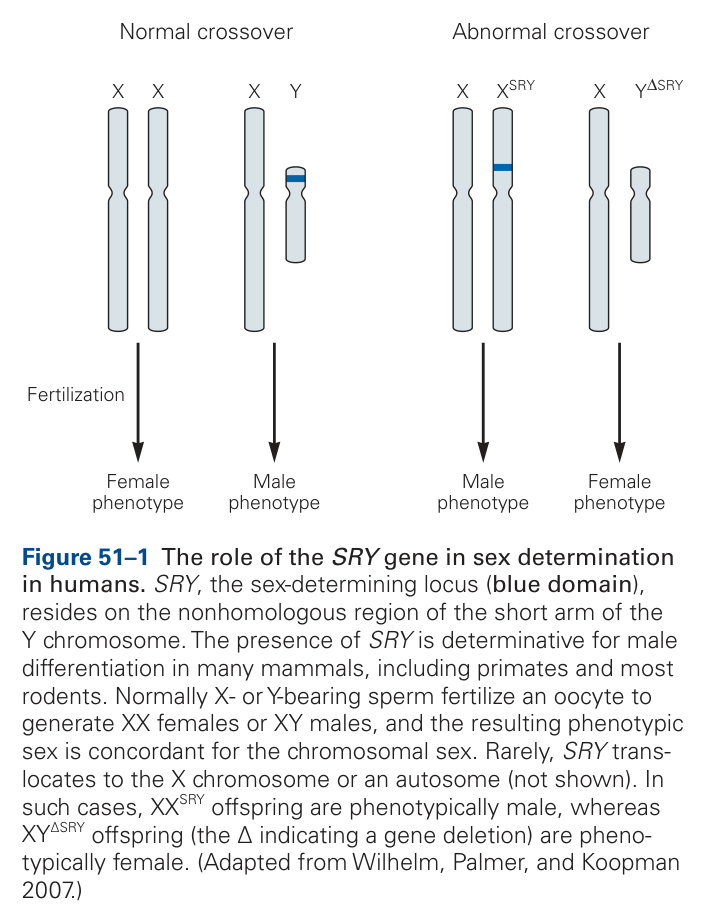 Normal crossover
Abnormal crossover
X X
X Y
X X^SRY
X Y^ΔSRY
Fertilization
Female
phenotype
Male
phenotype
Male
phenotype
Female
phenotype
Figure 51–1 The role of the SRY gene in sex determination
in humans. SRY, the sex-determining locus (blue domain),
resides on the nonhomologous region of the short arm of the
Y chromosome. The presence of SRY is determinative for male
differentiation in many mammals, including primates and most
rodents. Normally X- or Y-bearing sperm fertilize an oocyte to
generate XX females or XY males, and the resulting phenotypic
sex is concordant for the chromosomal sex. Rarely, SRY trans-
locates to the X chromosome or an autosome (not shown). In
such cases, XX^SRY offspring are phenotypically male, whereas
XY^ΔSRY offspring (the Δ indicating a gene deletion) are pheno-
typically female. (Adapted from Wilhelm, Palmer, and Koopman
2007.)